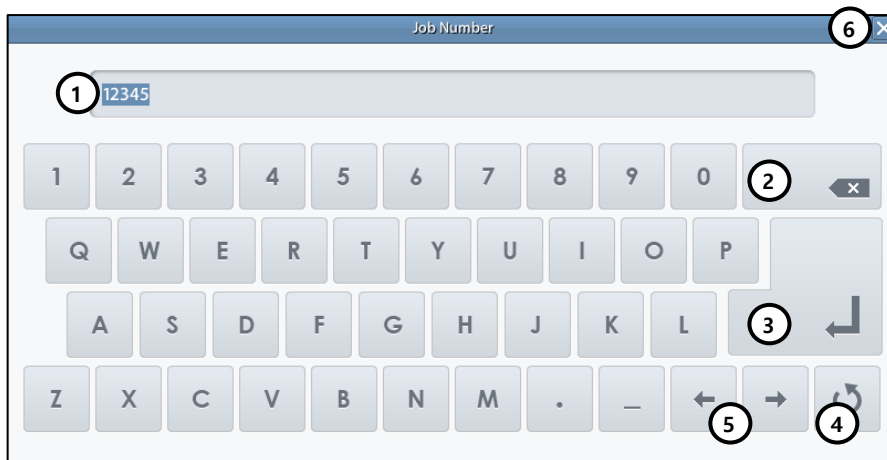 Job Number 6
1 12345
1 2 3 4 5 6 7 8 9 0 2
Q W E R T Y U I O P
A S D F G H J K L 3
Z X C V B N M . _ 5 4